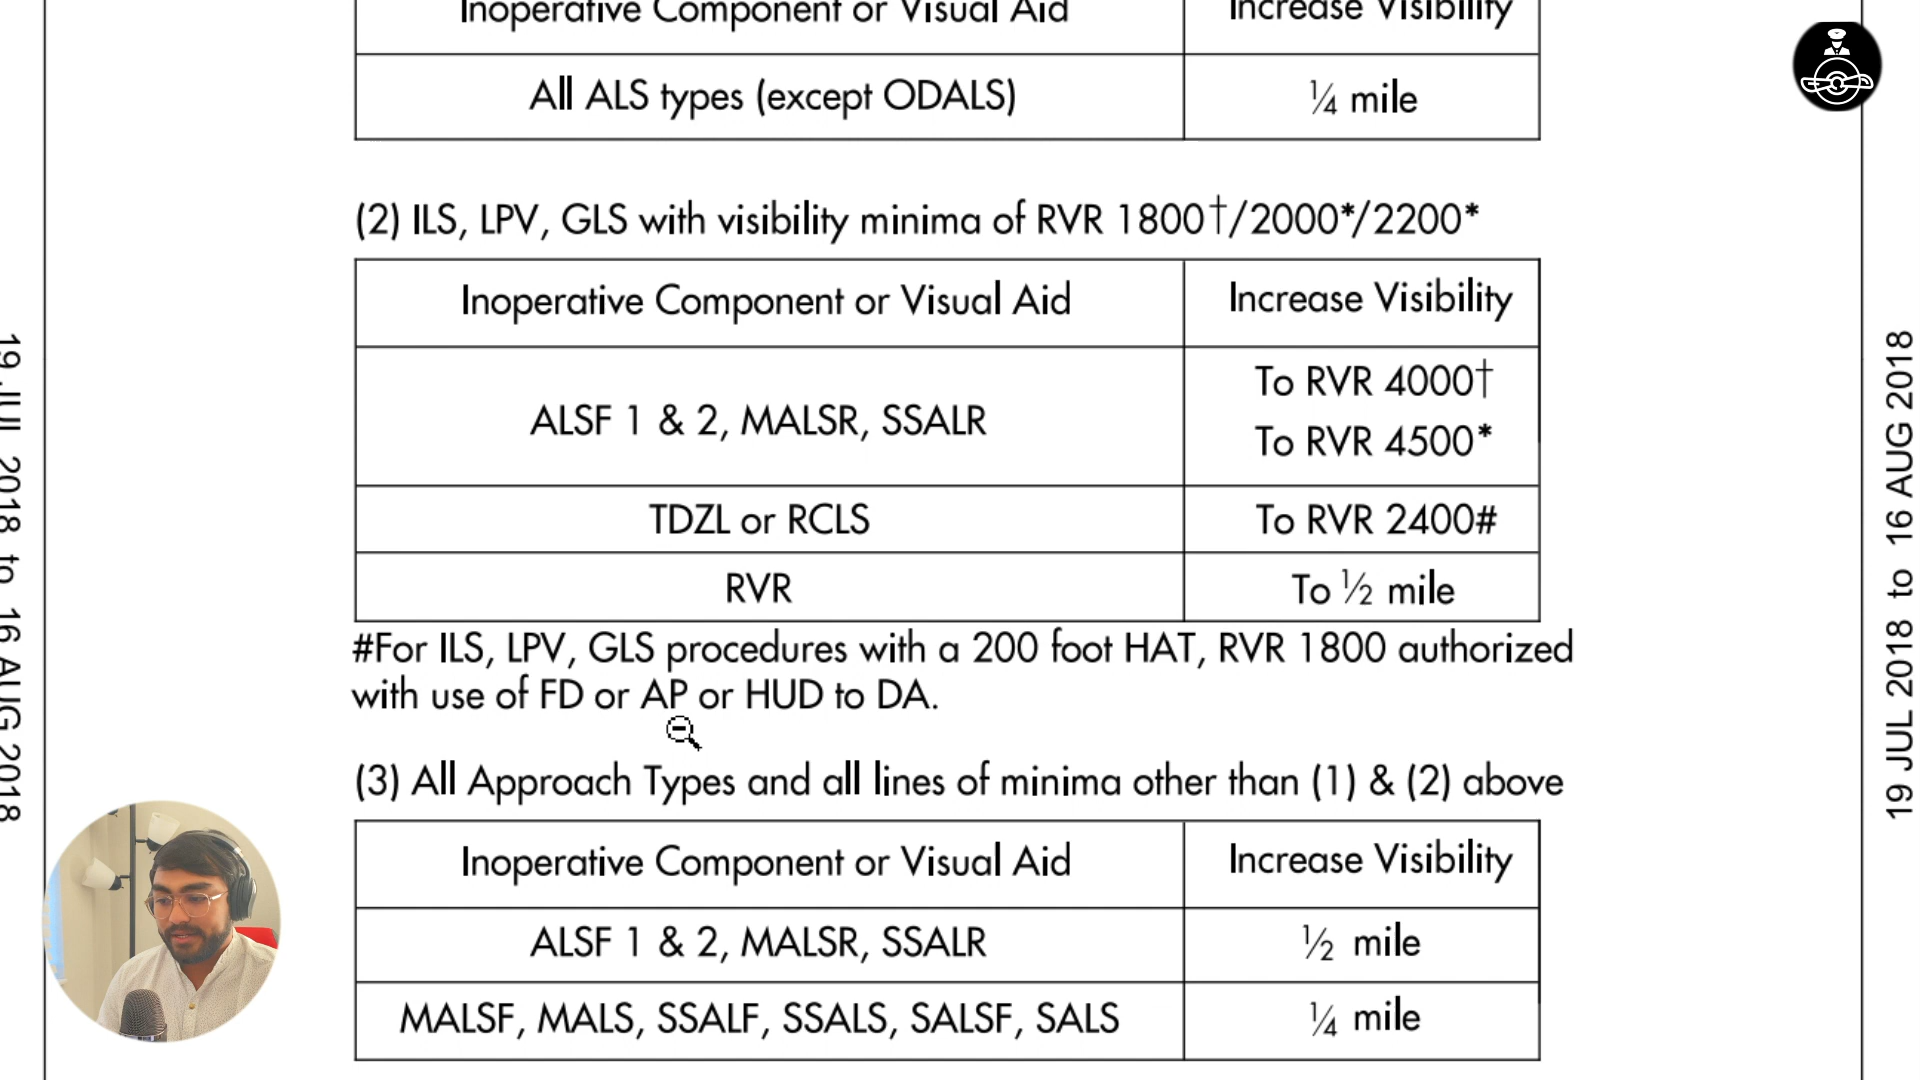 Inoperative Component or Visual Aid
Increase Visibility
All ALS types (except ODALS)
¼ mile
(2) ILS, LPV, GLS with visibility minima of RVR 1800†/2000*/2200*
Inoperative Component or Visual Aid
Increase Visibility
ALSF 1 & 2, MALSR, SSALR
To RVR 4000†
To RVR 4500*
TDZL or RCLS
To RVR 2400#
RVR
To ½ mile
#For ILS, LPV, GLS procedures with a 200 foot HAT, RVR 1800 authorized
with use of FD or AP or HUD to DA.
(3) All Approach Types and all lines of minima other than (1) & (2) above
Inoperative Component or Visual Aid
Increase Visibility
ALSF 1 & 2, MALSR, SSALR
½ mile
MALSF, MALS, SSALF, SSALS, SALSF, SALS
¼ mile
19 JUL 2018 to 16 AUG 2018
19 JUL 2018 to 16 AUG 2018